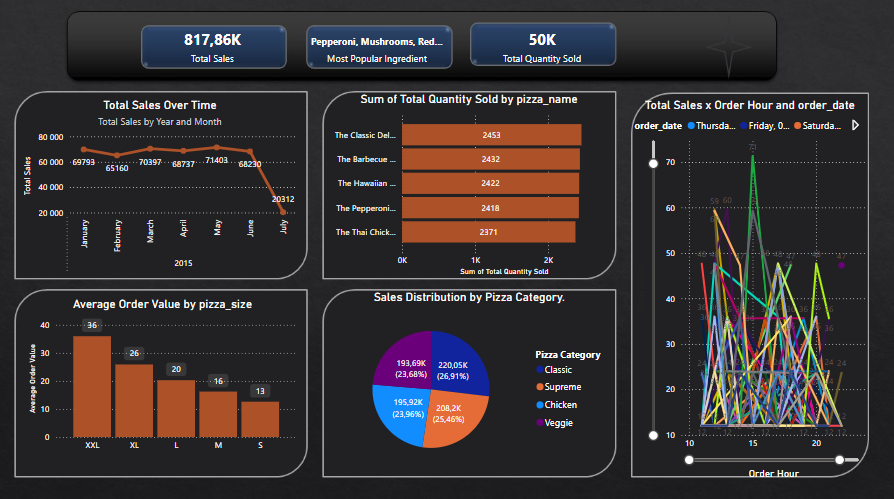 817,86K
Total Sales
Pepperoni, Mushrooms, Red...
Most Popular Ingredient
50K
Total Quantity Sold
Total Sales Over Time
Total Sales by Year and Month
Total Sales
80 000
60 000
40 000
20 000
69793
65160
70397
68737
71403
68230
20312
January
February
March
April
May
June
July
2015
Sum of Total Quantity Sold by pizza_name
The Classic Del...
2453
The Barbecue ...
2432
The Hawaiian ...
2422
The Pepperoni...
2418
The Thai Chick...
2371
0K
1K
2K
Sum of Total Quantity Sold
Total Sales x Order Hour and order_date
order_date
Thursda...
Friday, 0...
Saturda...
70
60
50
40
30
20
10
59
60
47
36
24
10
15
20
Order Hour
Average Order Value by pizza_size
Average Order Value
40
30
20
10
0
36
26
20
16
13
XXL
XL
L
M
S
Sales Distribution by Pizza Category.
193,69K
(23,68%)
220,05K
(26,91%)
195,92K
(23,96%)
208,2K
(25,46%)
Pizza Category
Classic
Supreme
Chicken
Veggie